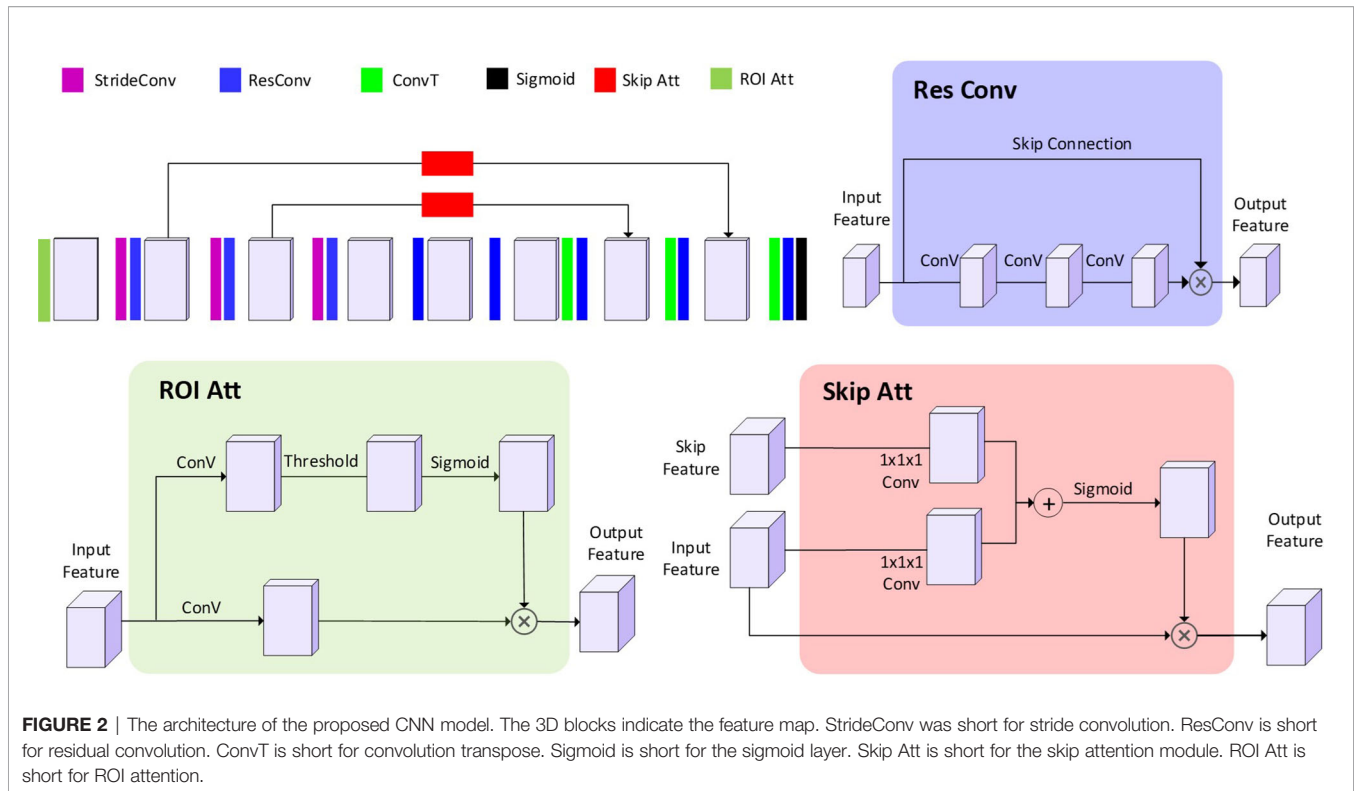 StrideConv ResConv ConvT Sigmoid Skip Att ROI Att
Res Conv
Skip Connection
Input
Feature
ConV ConV ConV
Output
Feature
ROI Att
ConV Threshold Sigmoid
Input
Feature
ConV
Output
Feature
Skip Att
Skip
Feature
1x1x1
Conv
Sigmoid
Input
Feature
1x1x1
Conv
Output
Feature
FIGURE 2 | The architecture of the proposed CNN model. The 3D blocks indicate the feature map. StrideConv was short for stride convolution. ResConv is short
for residual convolution. ConvT is short for convolution transpose. Sigmoid is short for the sigmoid layer. Skip Att is short for the skip attention module. ROI Att is
short for ROI attention.